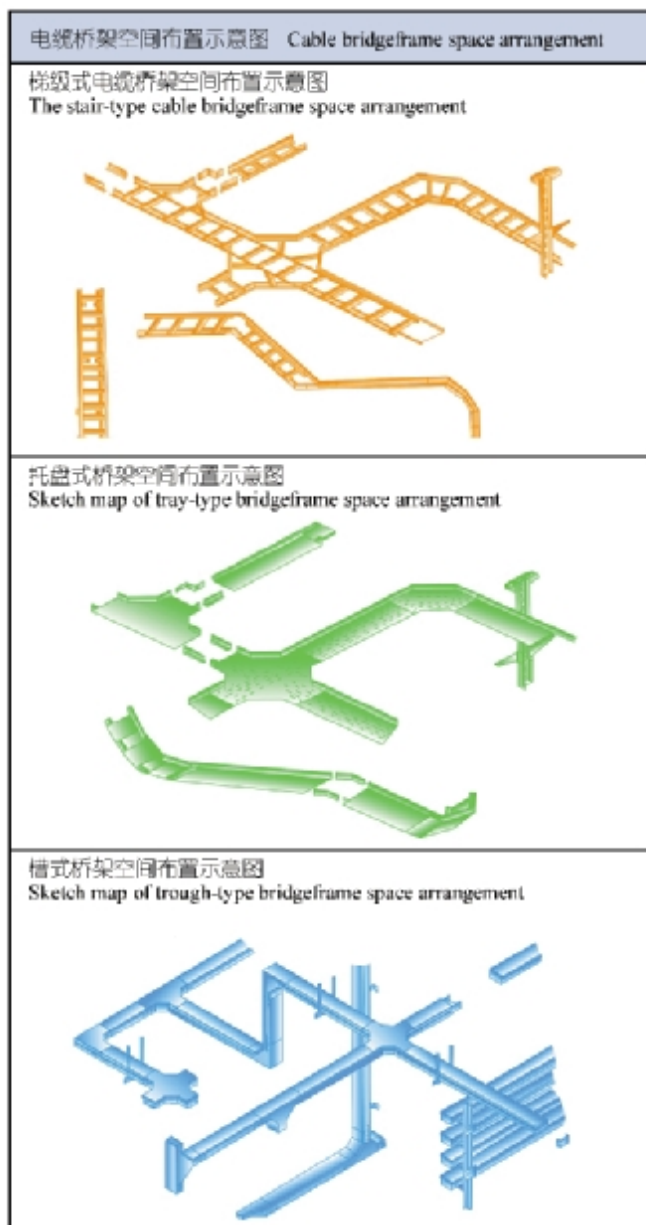 电缆桥架空间布置示意图 Cable bridgeframe space arrangement
梯级式电缆桥架空间布置示意图
The stair-type cable bridgeframe space arrangement
托盘式桥架空间布置示意图
Sketch map of tray-type bridgeframe space arrangement
槽式桥架空间布置示意图
Sketch map of trough-type bridgeframe space arrangement